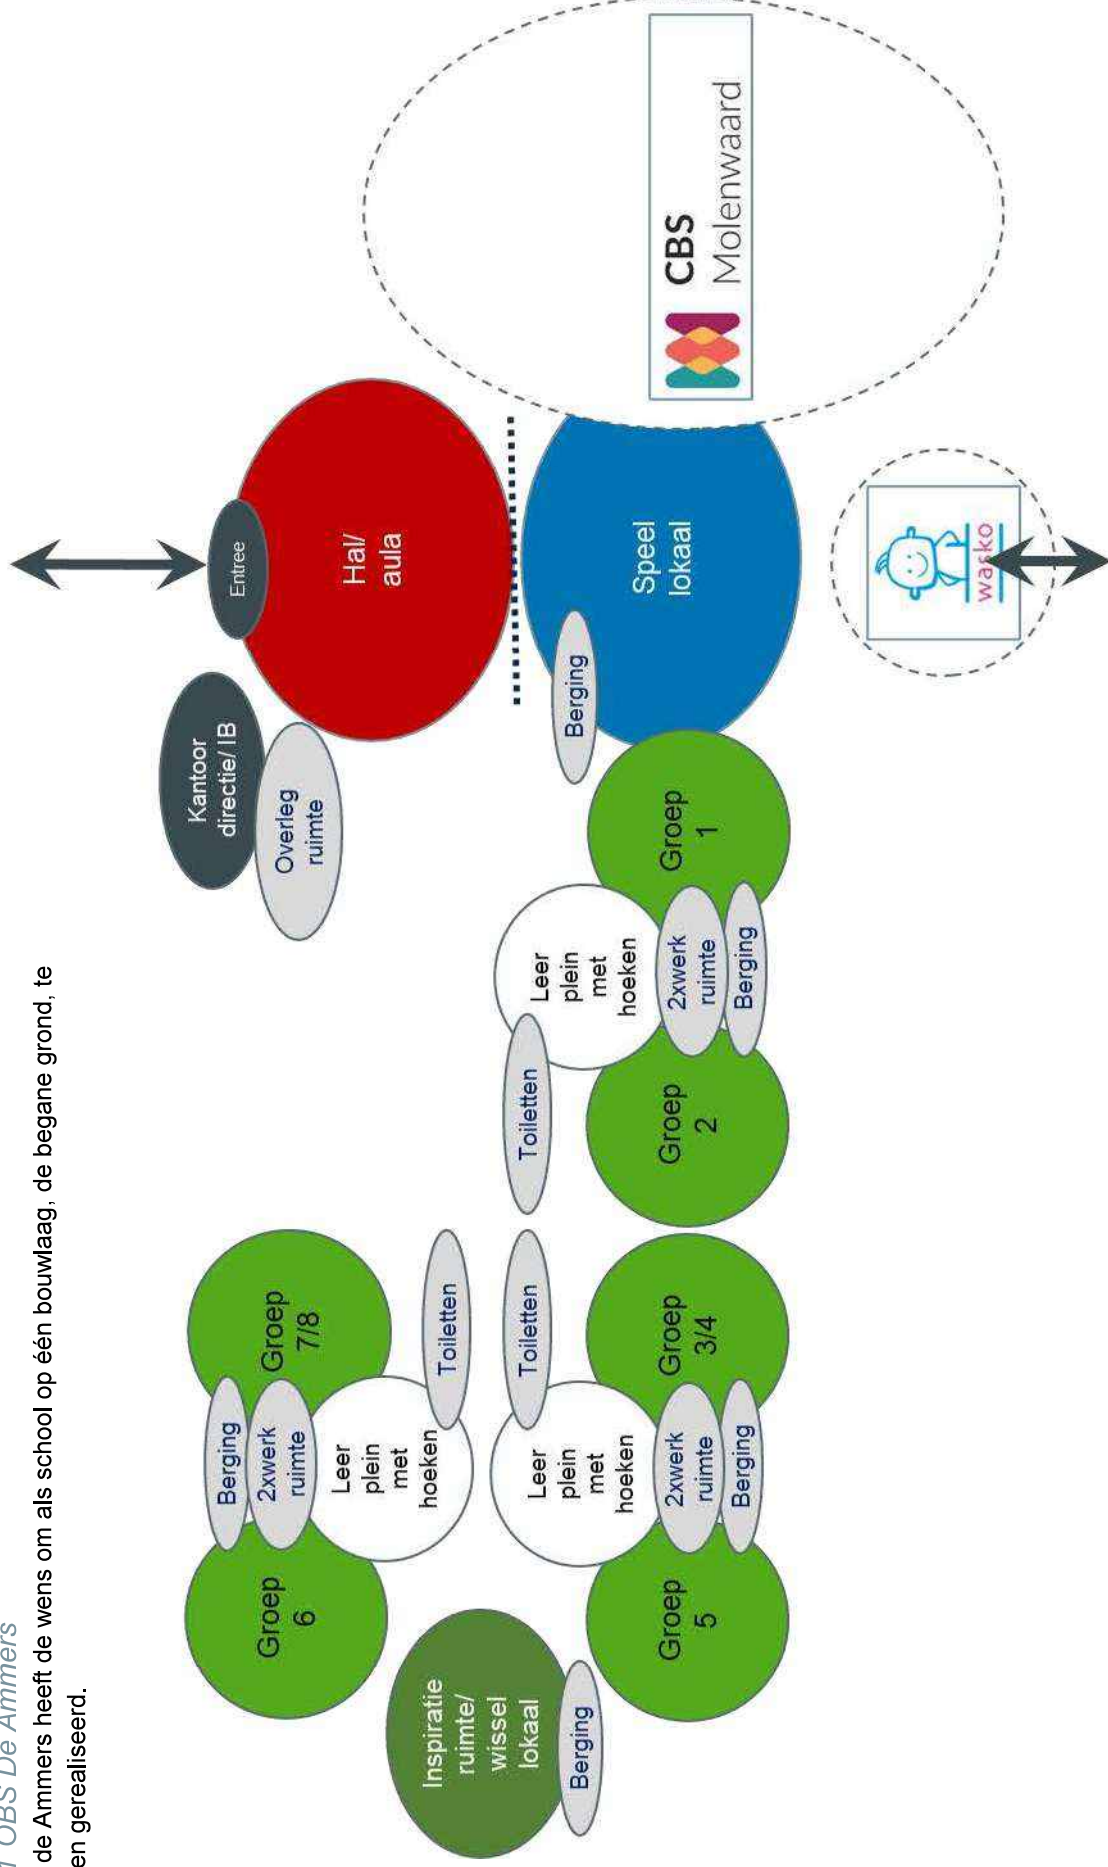 1 OBS De Ammers
de Ammers heeft de wens om als school op één bouwlaag, de begane grond, te
en gerealiseerd.
Berging
2xwerk
ruimte
Groep
6
Groep
7/8
Leer
plein
met
hoeken
Toiletten
Kantoor
directie/ IB
Overleg
ruimte
Entree
Hal/
aula
Inspiratie
ruimte/
wissel
lokaal
Berging
Toiletten
Leer
plein
met
hoeken
Groep
5
2xwerk
ruimte
Berging
Groep
3/4
Toiletten
Leer
plein
met
hoeken
Groep
2
2xwerk
ruimte
Berging
Groep
1
Berging
Speel
lokaal
CBS
Molenwaard
wasko